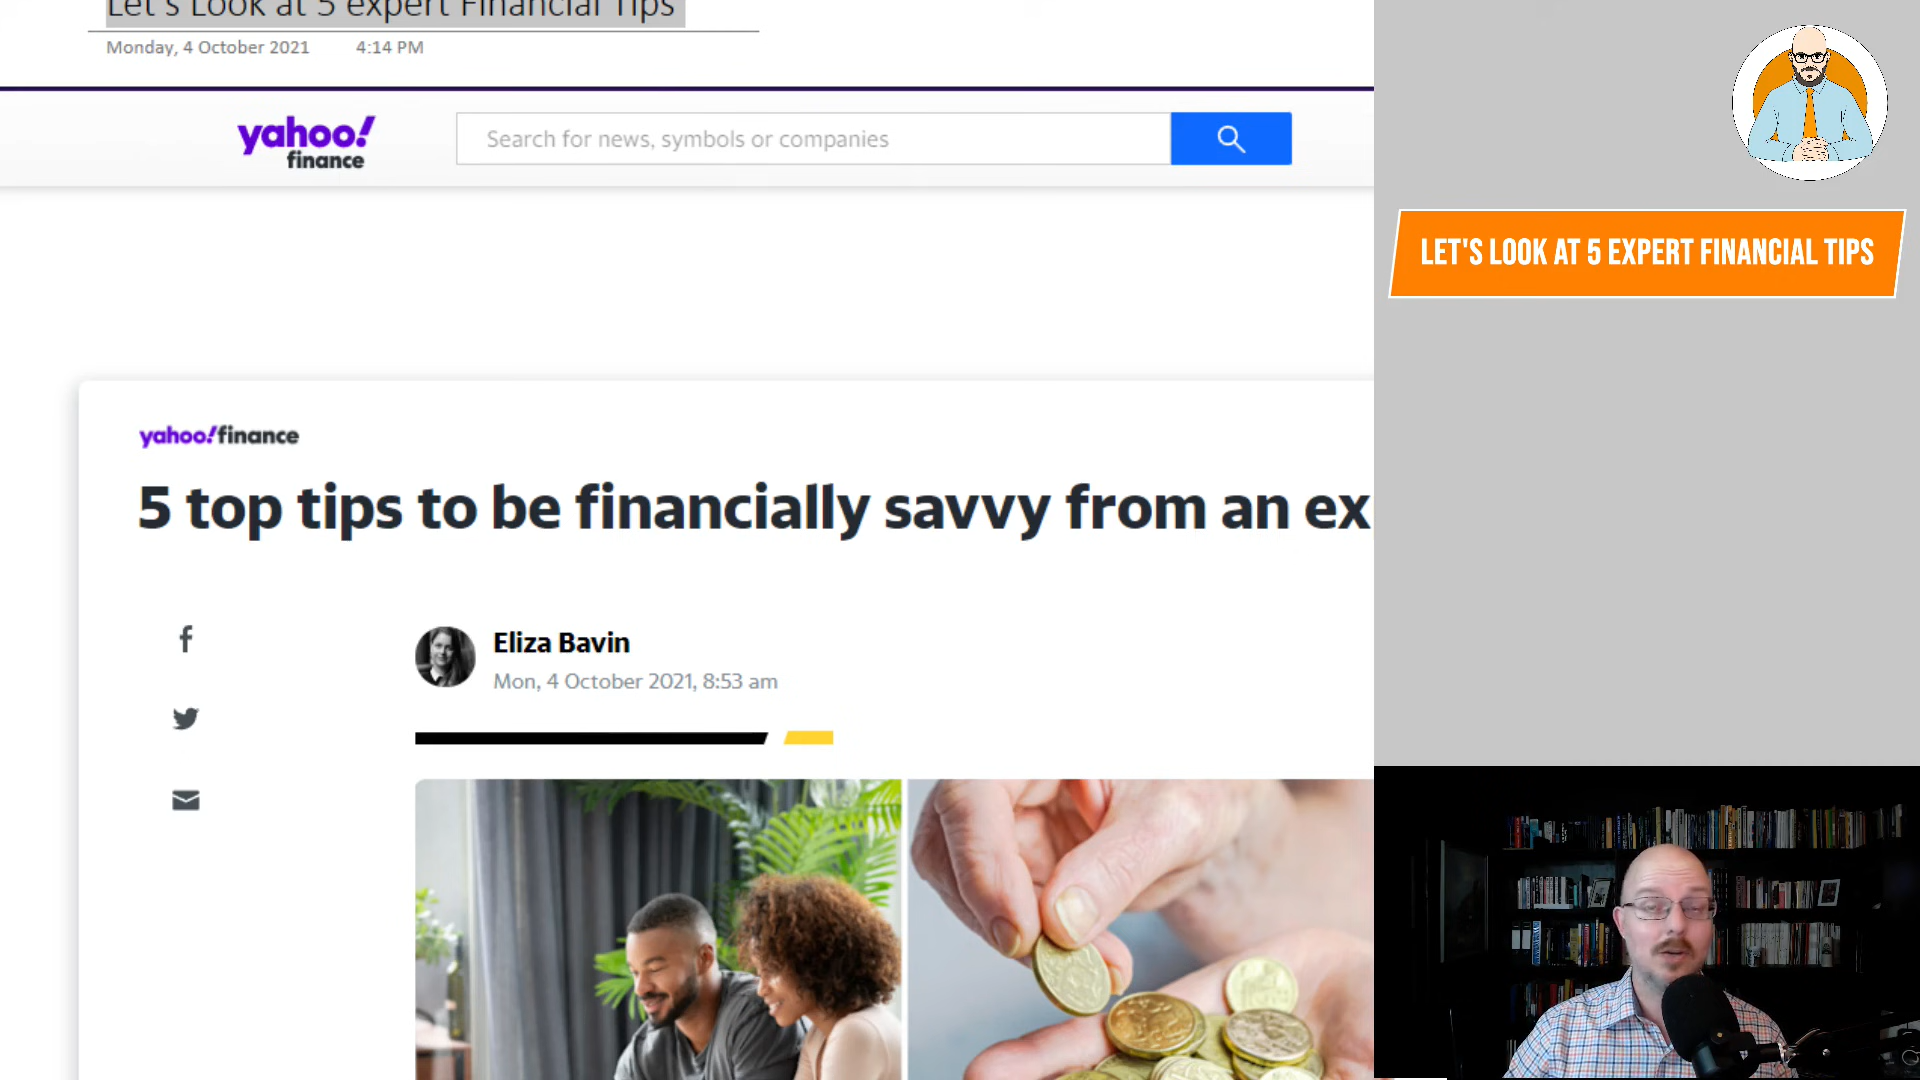 Let's Look at 5 expert Financial Tips
Monday, 4 October 2021 4:14 PM
yahoo!
finance
Search for news, symbols or companies
LET'S LOOK AT 5 EXPERT FINANCIAL TIPS
yahoo!finance
5 top tips to be financially savvy from an ex
Eliza Bavin
Mon, 4 October 2021, 8:53 am